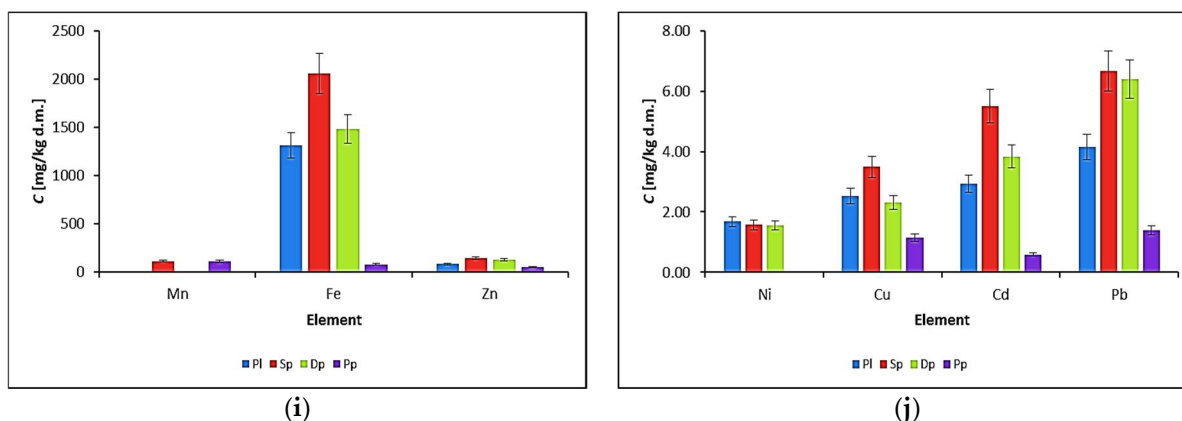 2500
2000
1500
1000
500
0
C [mg/kg d.m.]
Mn Fe Zn
Element
Pl Sp Dp Pp
(i)
8.00
6.00
4.00
2.00
0.00
C [mg/kg d.m.]
Ni Cu Cd Pb
Element
Pl Sp Dp Pp
(j)